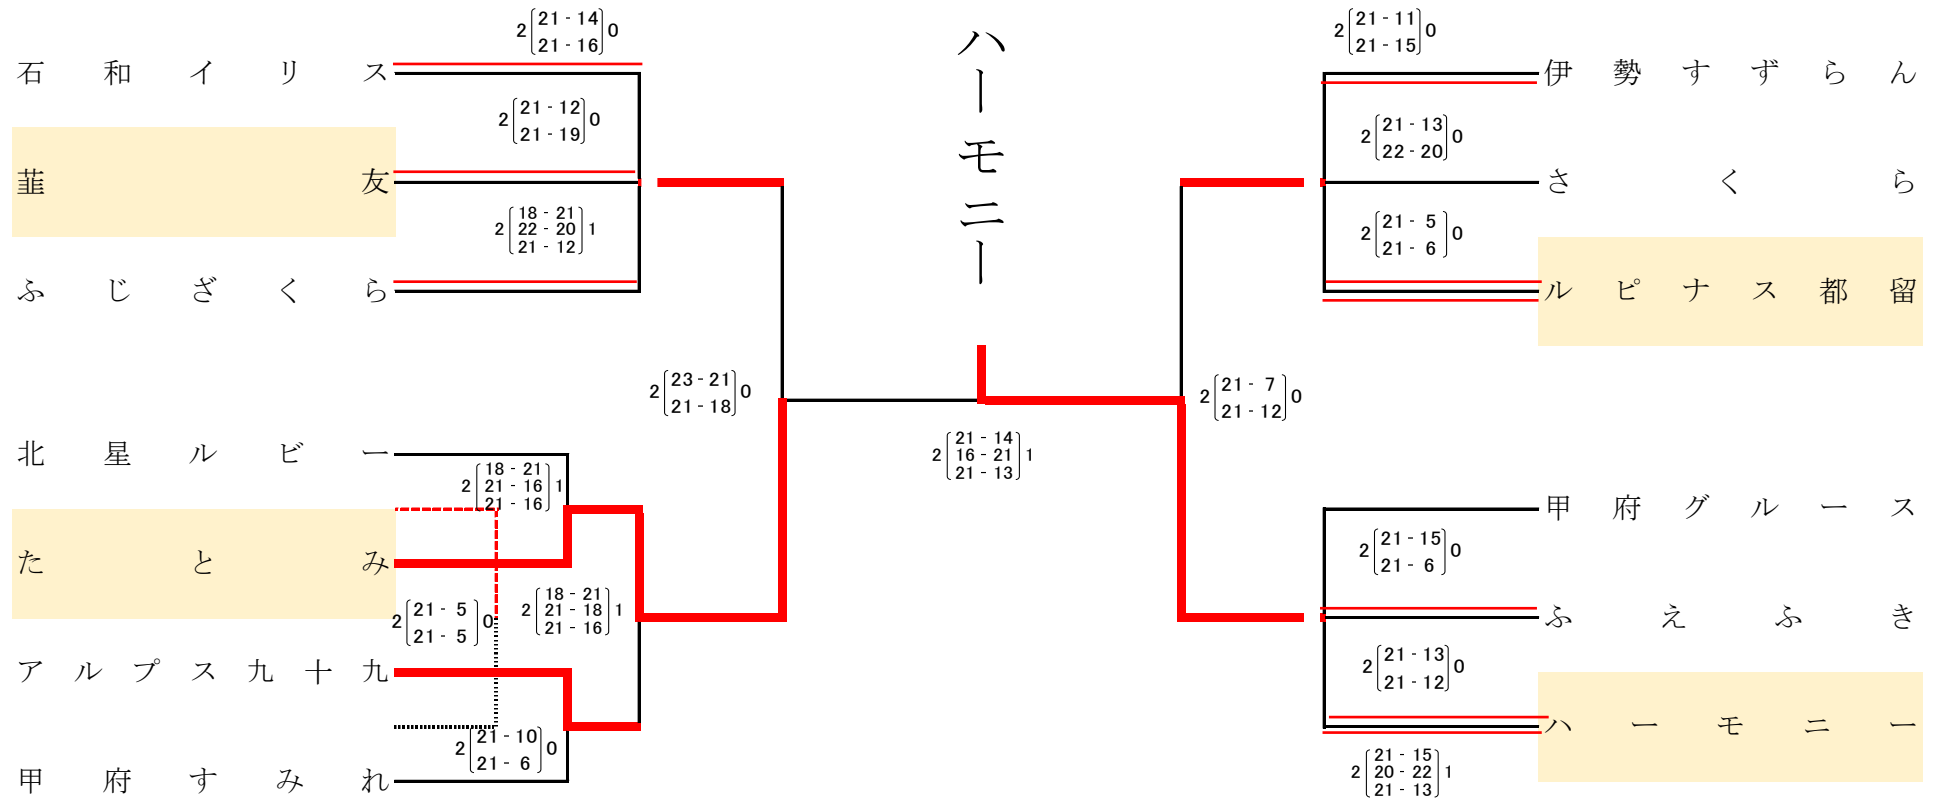 ハーモニー
石和イリス
2 21 - 14 0
21 - 16
2 21 - 12 0
21 - 19
韮友
18 - 21
2 22 - 20 1
21 - 12
ふじざくら
北星ルビー
18 - 21
2 21 - 16 1
21 - 16
たとみ
2 21 - 5 0
21 - 5
18 - 21
2 21 - 18 1
21 - 16
アルプス九十九
2 21 - 10 0
21 - 6
甲府すみれ
2 23 - 21 0
21 - 18
21 - 14
2 16 - 21 1
21 - 13
2 21 - 7 0
21 - 12
2 21 - 11 0
21 - 15
伊勢すずらん
2 21 - 13 0
22 - 20
さくら
2 21 - 5 0
21 - 6
ルピナス都留
甲府グルース
2 21 - 15 0
21 - 6
ふえふき
2 21 - 13 0
21 - 12
ハーモニー
21 - 15
2 20 - 22 1
21 - 13